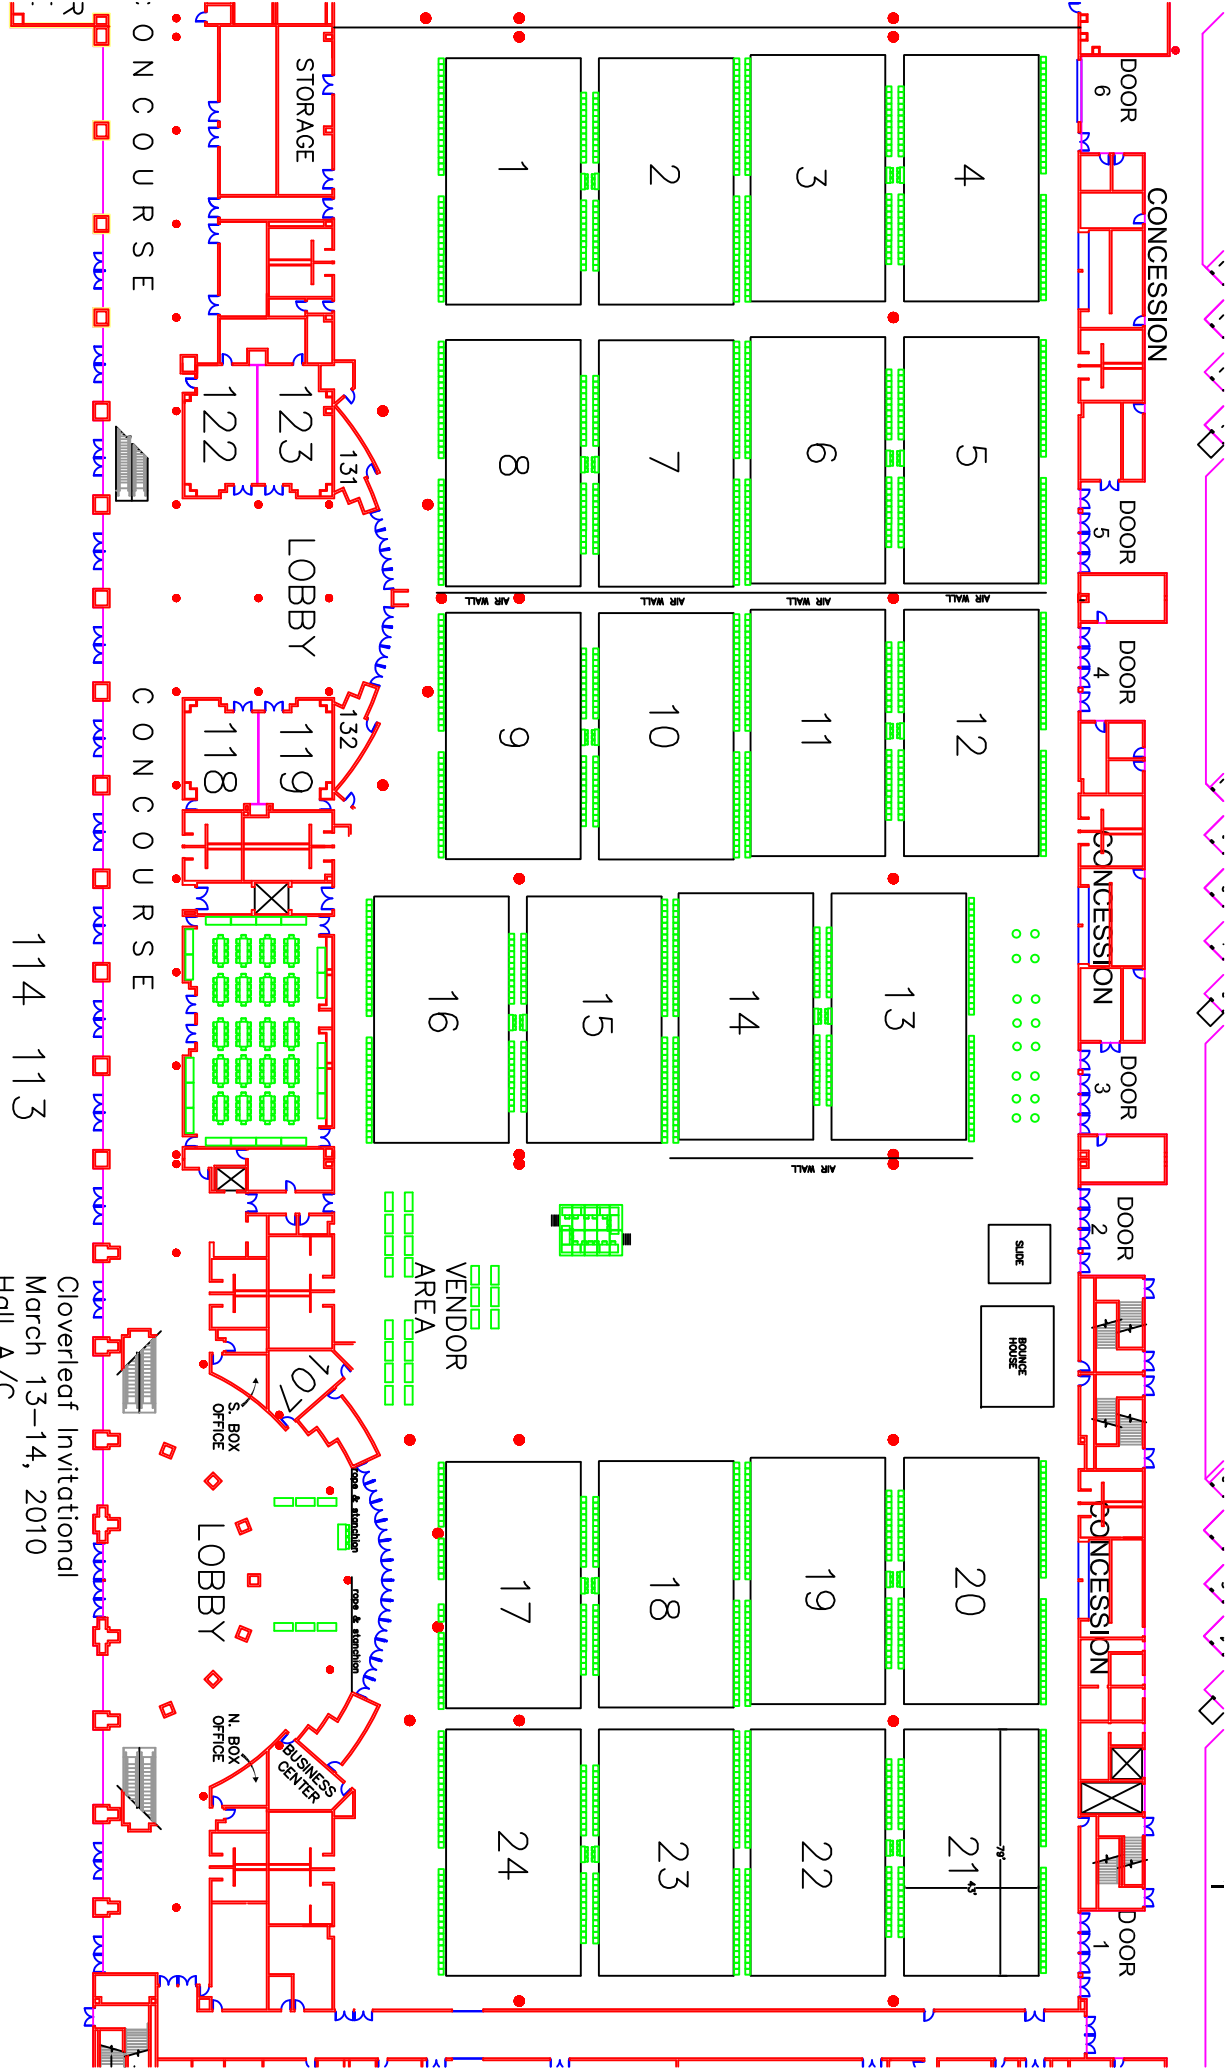 CONCOURSE
STORAGE
1
2
3
4
DOOR
6
CONCESSION
122
123
131
8
7
6
5
DOOR
5
LOBBY
AIR WALL
AIR WALL
AIR WALL
AIR WALL
DOOR
4
CONCOURSE
118
119
132
9
10
11
12
CONCESSION
114 113
16
15
14
13
DOOR
3
AIR WALL
DOOR
2
SLIDE
VENDOR
AREA
BOUNCE
HOUSE
107
S. BOX
OFFICE
Cloverleaf Invitational
March 13-14, 2010
Hall A/C
rope & stanchion
LOBBY
rope & stanchion
17
18
19
20
CONCESSION
N. BOX
OFFICE
BUSINESS
CENTER
24
23
22
21
79'
43'
DOOR
1